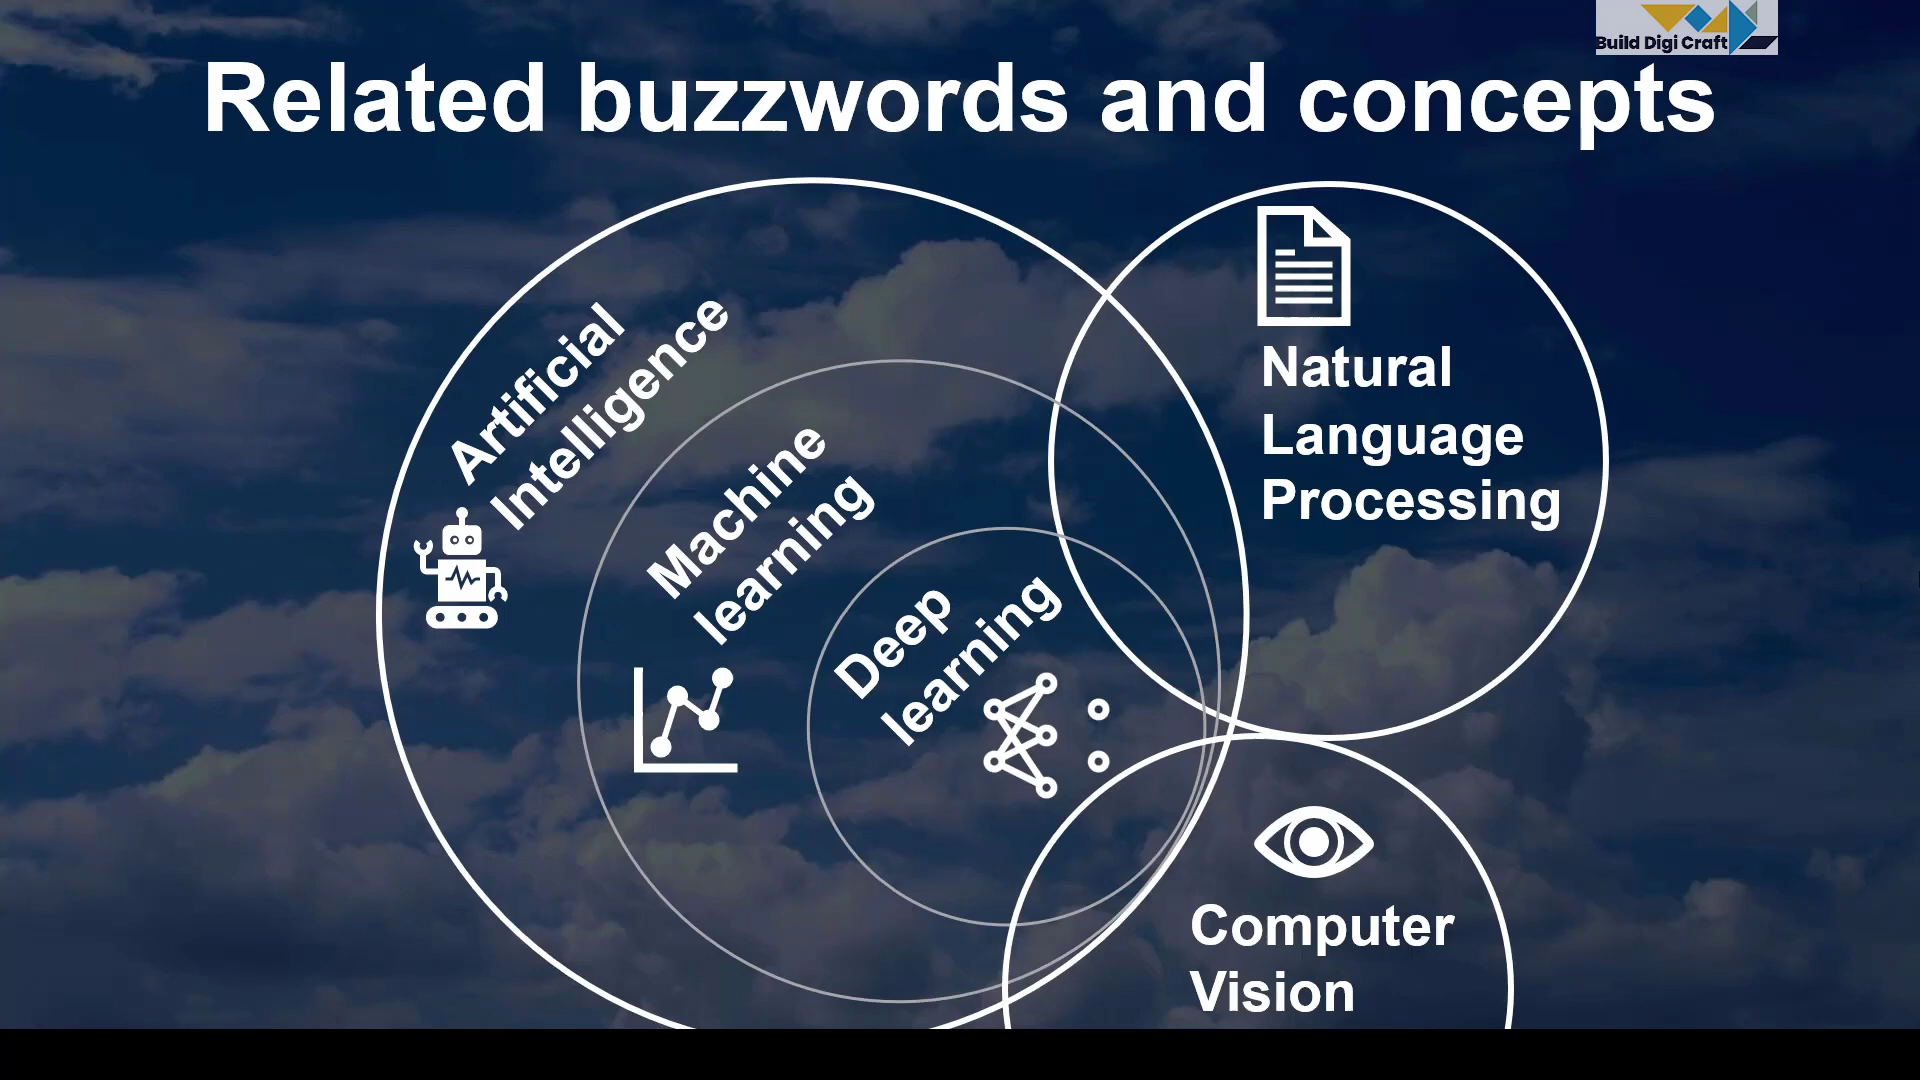 Build Digi Craft
Related buzzwords and concepts
Artificial
Intelligence
Machine
learning
Deep
learning
Natural
Language
Processing
Computer
Vision